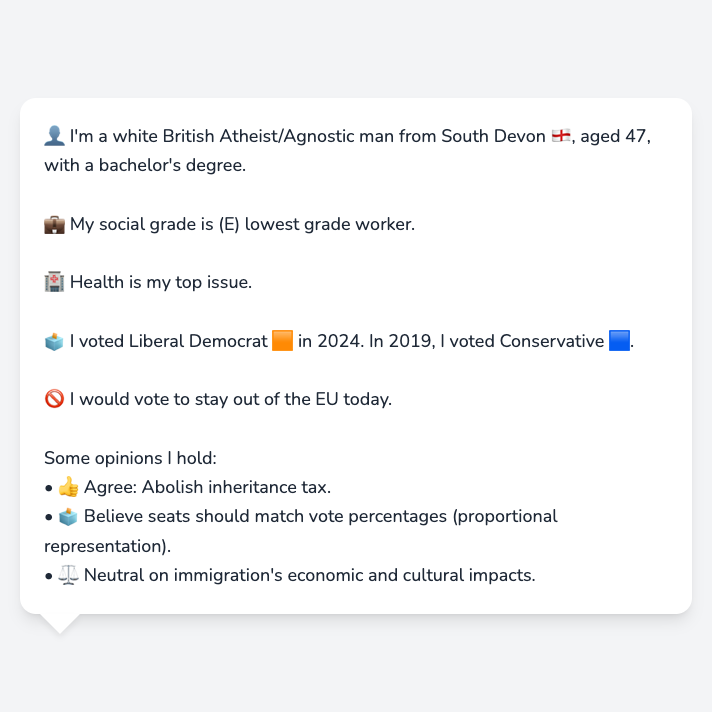 👤 I'm a white British Atheist/Agnostic man from South Devon 🏴󠁧󠁢󠁥󠁮󠁧󠁿, aged 47,
with a bachelor's degree.
💼 My social grade is (E) lowest grade worker.
🏥 Health is my top issue.
🗳️ I voted Liberal Democrat 🟧 in 2024. In 2019, I voted Conservative 🟦.
🚫 I would vote to stay out of the EU today.
Some opinions I hold:
• 👍 Agree: Abolish inheritance tax.
• 🗳️ Believe seats should match vote percentages (proportional
representation).
• ⚖️ Neutral on immigration's economic and cultural impacts.